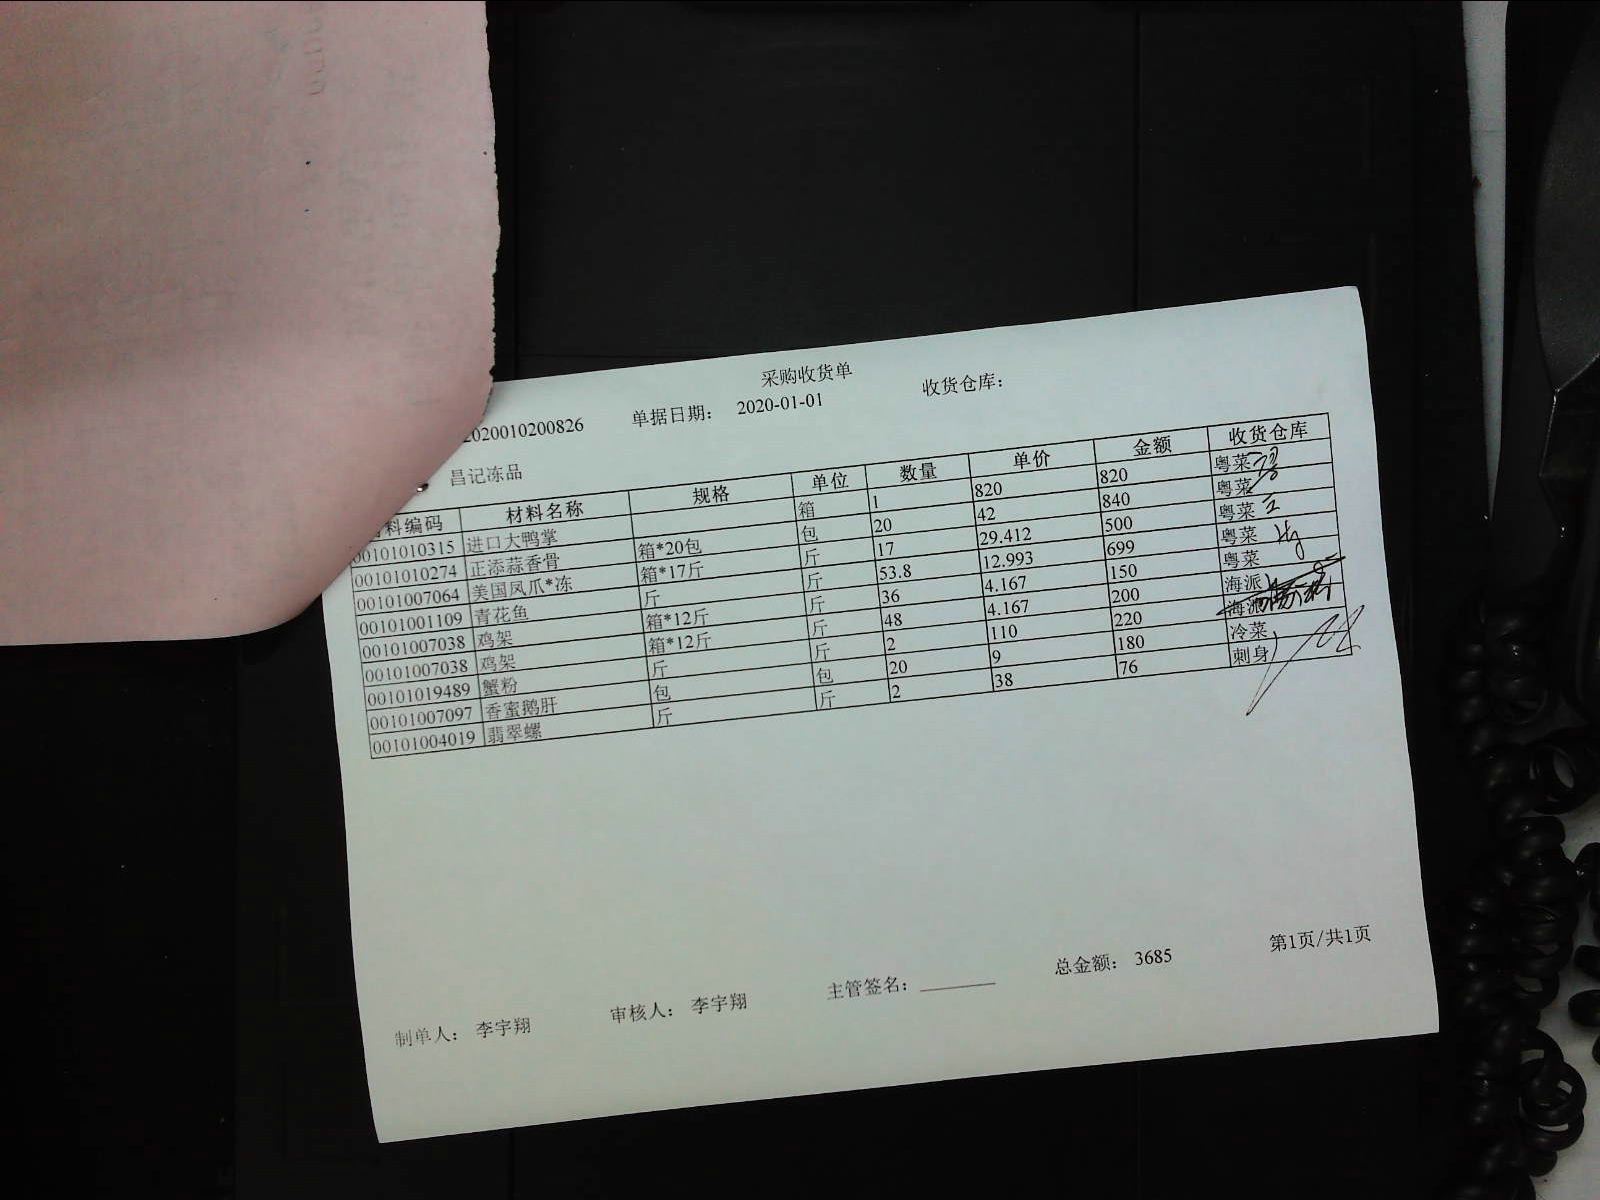 采购收货单
2020010200826 单据日期： 2020-01-01 收货仓库：
昌记冻品
料编码 材料名称 规格 单位 数量 单价 金额 收货仓库
00101010315 进口大鸭掌 箱 1 820 820 粤菜
00101010274 正添蒜香骨 箱*20包 包 20 42 840 粤菜
00101007064 美国凤爪*冻 箱*17斤 斤 17 29.412 500 粤菜
00101001109 青花鱼 斤 斤 53.8 12.993 699 粤菜
00101007038 鸡架 箱*12斤 斤 36 4.167 150 粤菜
00101007038 鸡架 箱*12斤 斤 48 4.167 200 海派
00101019489 蟹粉 斤 斤 2 110 220 海派
00101007097 香蜜鹅肝 包 包 20 9 180 冷菜
00101004019 翡翠螺 斤 斤 2 38 76 刺身
制单人： 李宇翔 审核人： 李宇翔 主管签名： 总金额： 3685 第1页/共1页